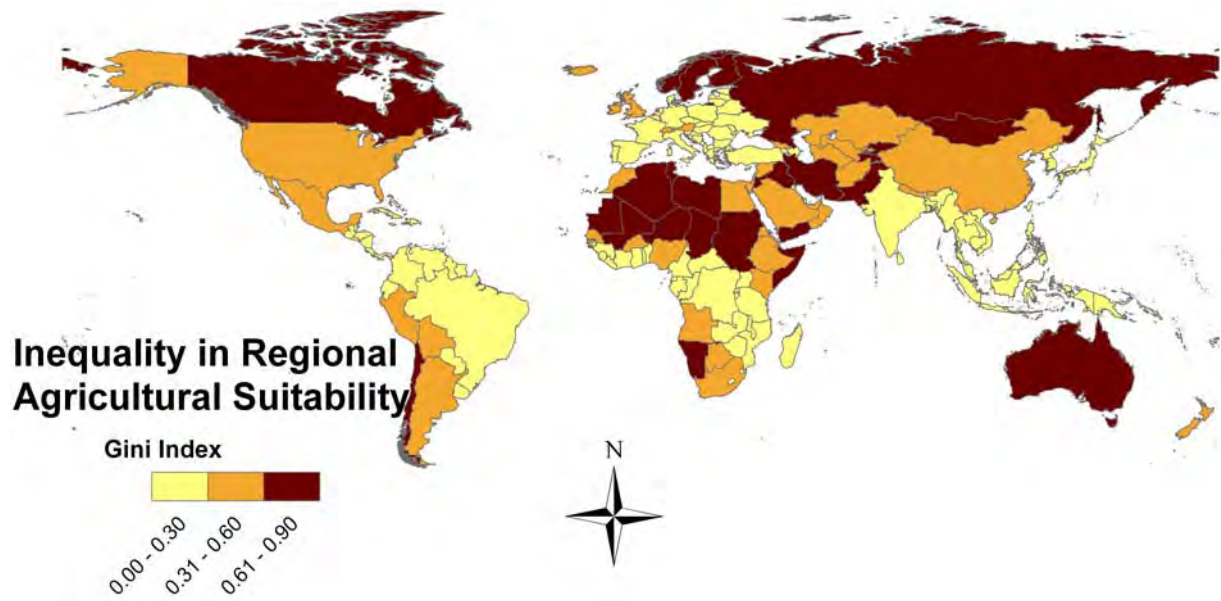 Inequality in Regional
Agricultural Suitability
Gini Index
0.00 - 0.30
0.31 - 0.60
0.61 - 0.90
N